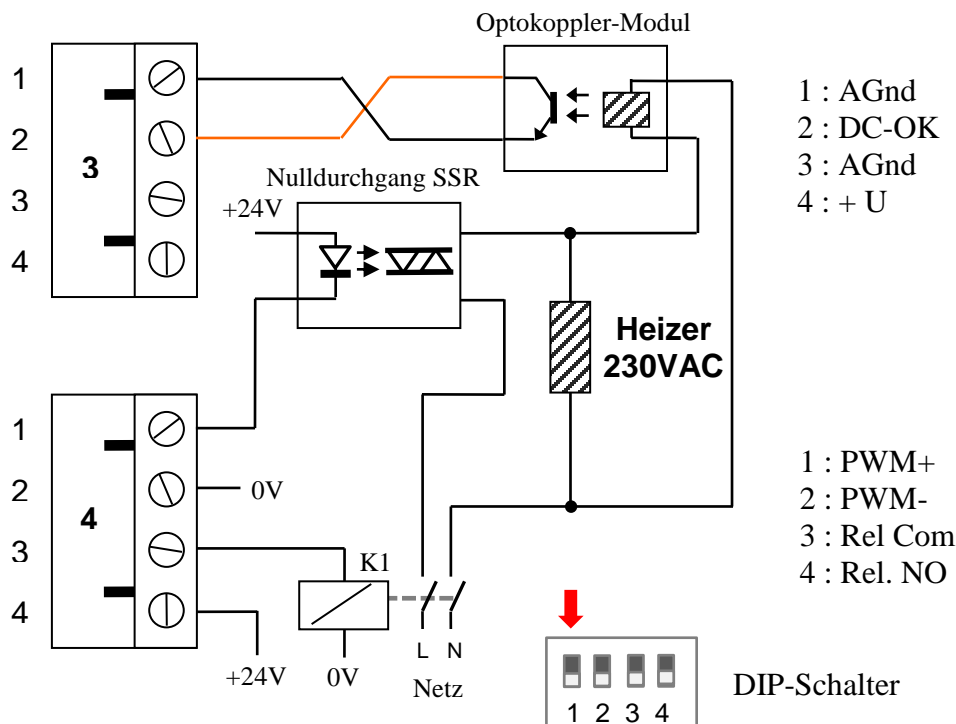 Optokoppler-Modul
1
2
3
4
3
1 : AGnd
2 : DC-OK
3 : AGnd
4 : + U
Nulldurchgang SSR
+24V
Heizer
230VAC
1
2
3
4
4
0V
K1
+24V
0V
L N
Netz
1 : PWM+
2 : PWM-
3 : Rel Com
4 : Rel. NO
1 2 3 4
DIP-Schalter